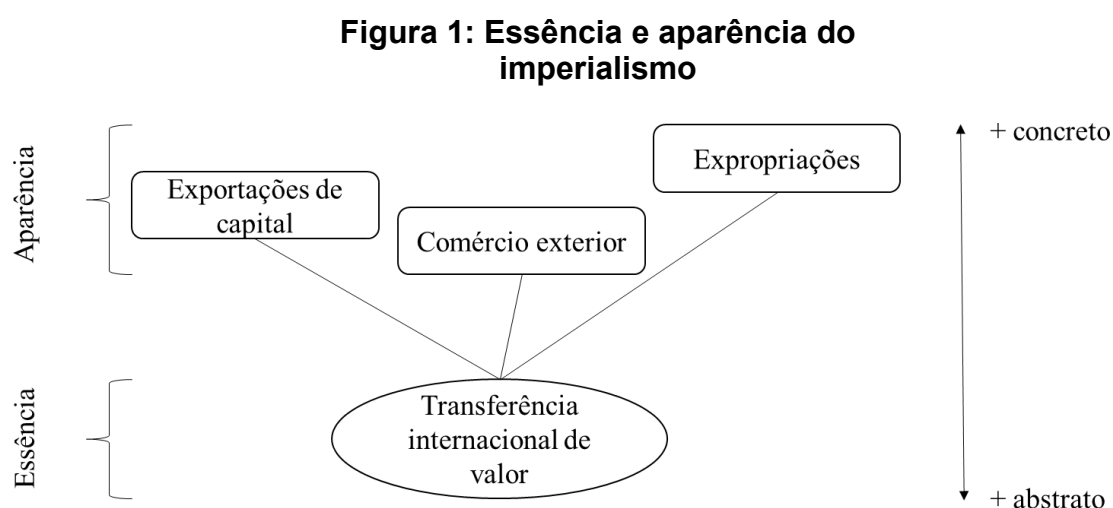 Figura 1: Essência e aparência do
imperialismo
Aparência
Exportações de
capital
Comércio exterior
Expropriações
+ concreto
Essência
Transferência
internacional de
valor
+ abstrato